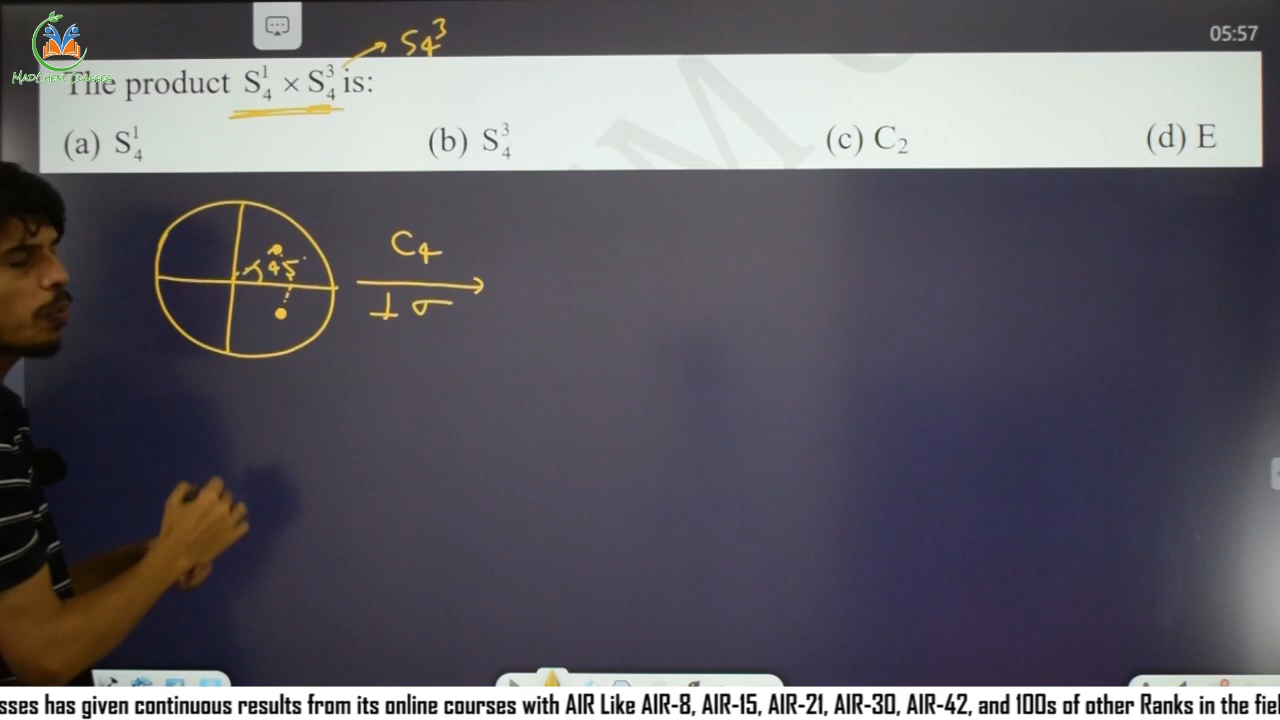 05:57
S₄³
MadChem Classes
The product S₄¹ × S₄³ is:
(a) S₄¹ (b) S₄³ (c) C₂ (d) E
45°
C₄
⊥ σ
sses has given continuous results from its online courses with AIR Like AIR-8, AIR-15, AIR-21, AIR-30, AIR-42, and 100s of other Ranks in the fiel